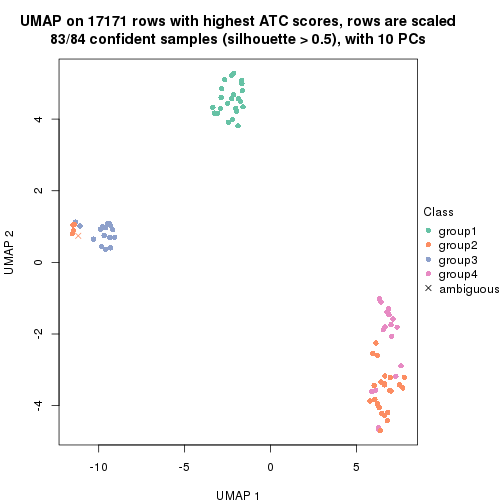 UMAP on 17171 rows with highest ATC scores, rows are scaled
83/84 confident samples (silhouette > 0.5), with 10 PCs
4
2
0
-2
-4
UMAP 2
-10
-5
0
5
UMAP 1
Class
group1
group2
group3
group4
ambiguous